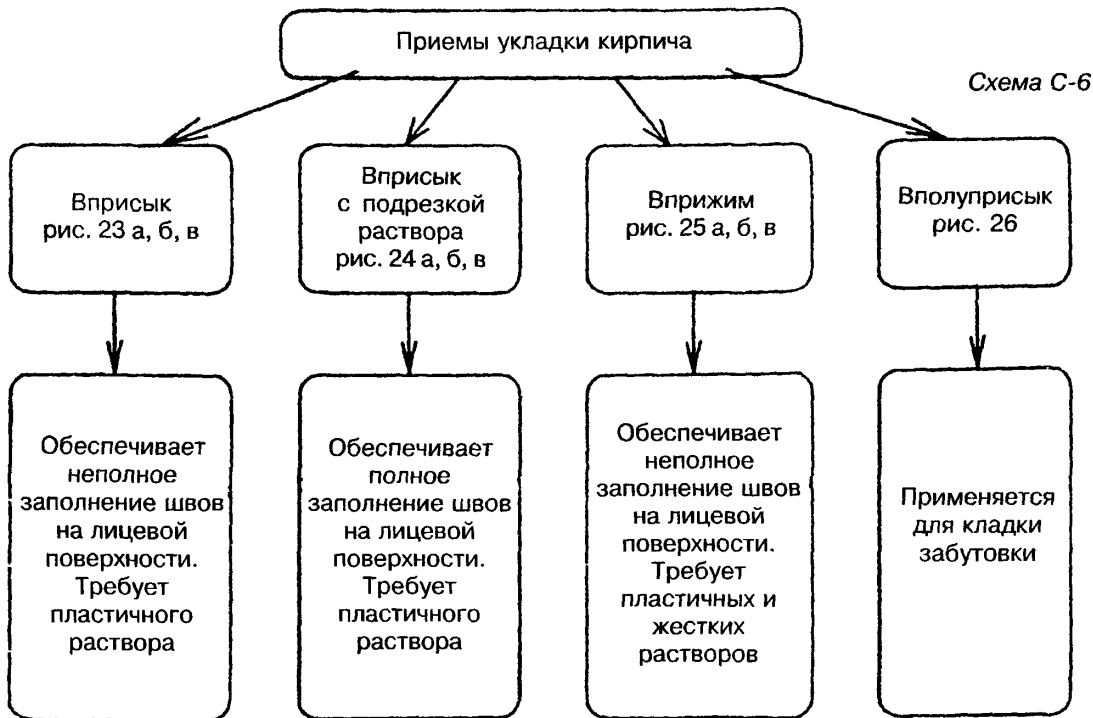 Приемы укладки кирпича
Схема С-6
Вприсык
рис. 23 а, б, в
Вприсык
с подрезкой
раствора
рис. 24 а, б, в
Вприжим
рис. 25 а, б, в
Вполуприсык
рис. 26
Обеспечивает
неполное
заполнение швов
на лицевой
поверхности.
Требует
пластичного
раствора
Обеспечивает
полное
заполнение швов
на лицевой
поверхности.
Требует
пластичного
раствора
Обеспечивает
неполное
заполнение швов
на лицевой
поверхности.
Требует
пластичных и
жестких
растворов
Применяется
для кладки
забутовки